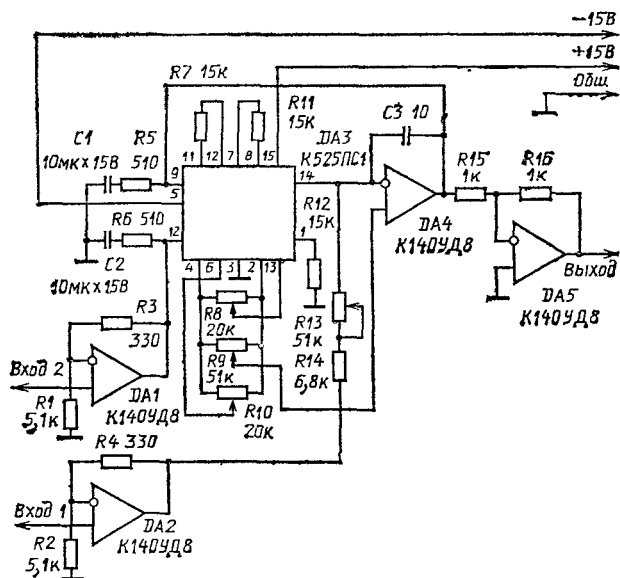 −15В
+15В
Общ
R7 15к
R11
15к
C3 10
C1
10мк×15В
R5
510
11
12
7
8
15
DA3
К525ПС1
9
5
14
R15
1к
R16
1к
R6 510
12
C2
10мк×15В
R12
15к
1
4
6
3
2
13
DA4
К140УД8
Выход
DA5
К140УД8
R3
330
R8
20к
R13
51к
R9
51к
R14
6,8к
Вход 2
DA1
К140УД8
R10
20к
R1
5,1к
R4 330
Вход 1
DA2
К140УД8
R2
5,1к